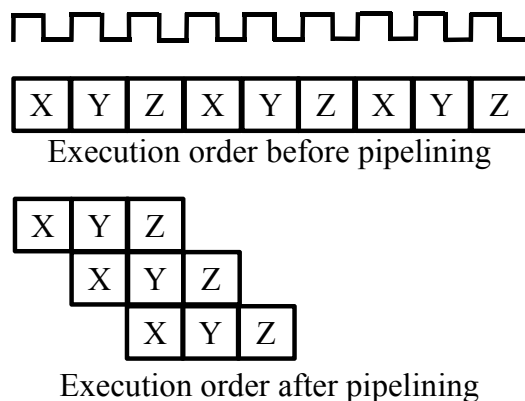 X Y Z X Y Z X Y Z
Execution order before pipelining
X Y Z
X Y Z
X Y Z
Execution order after pipelining